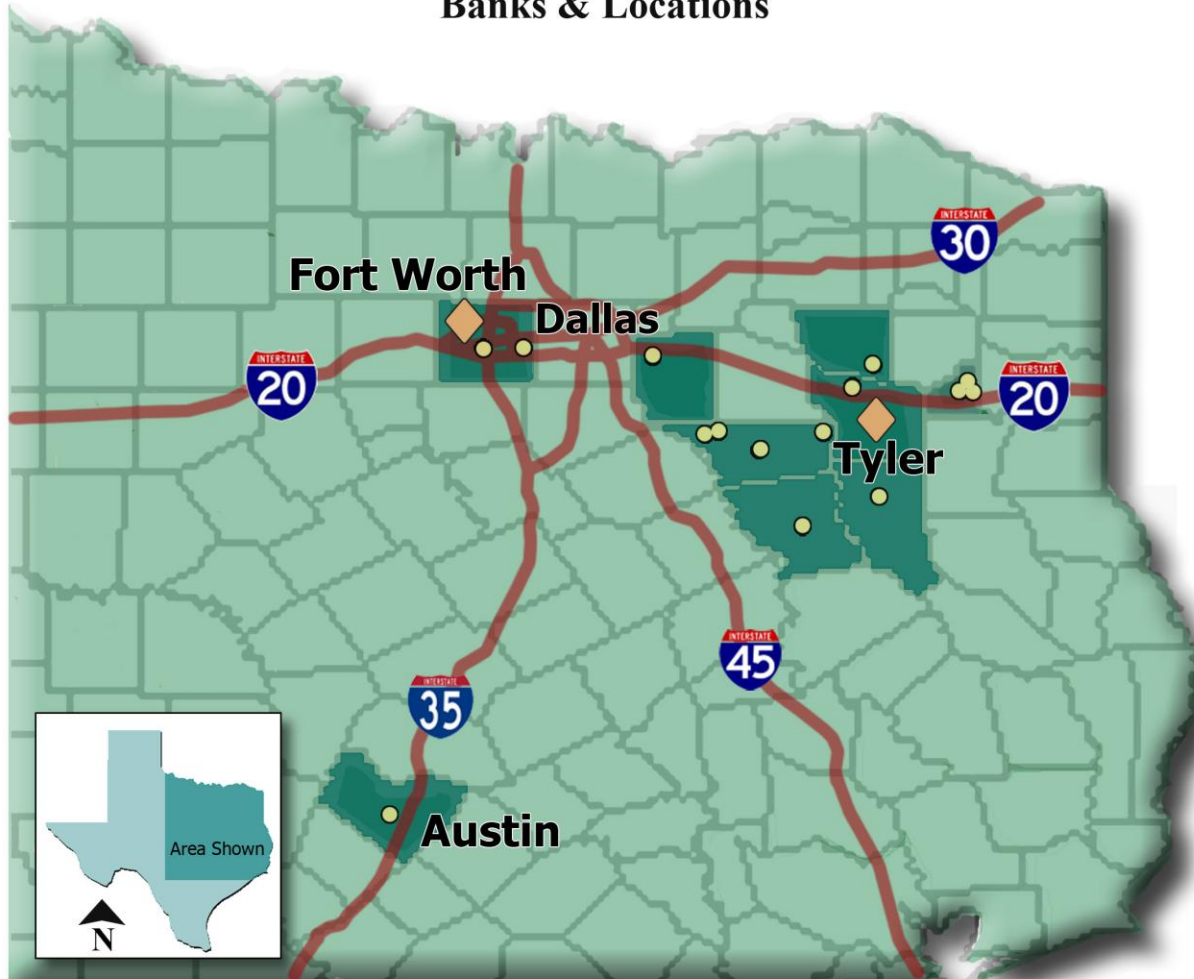 Banks & Locations
INTERSTATE
30
Fort Worth
Dallas
INTERSTATE
20
INTERSTATE
20
Tyler
INTERSTATE
45
INTERSTATE
35
Austin
Area Shown
N